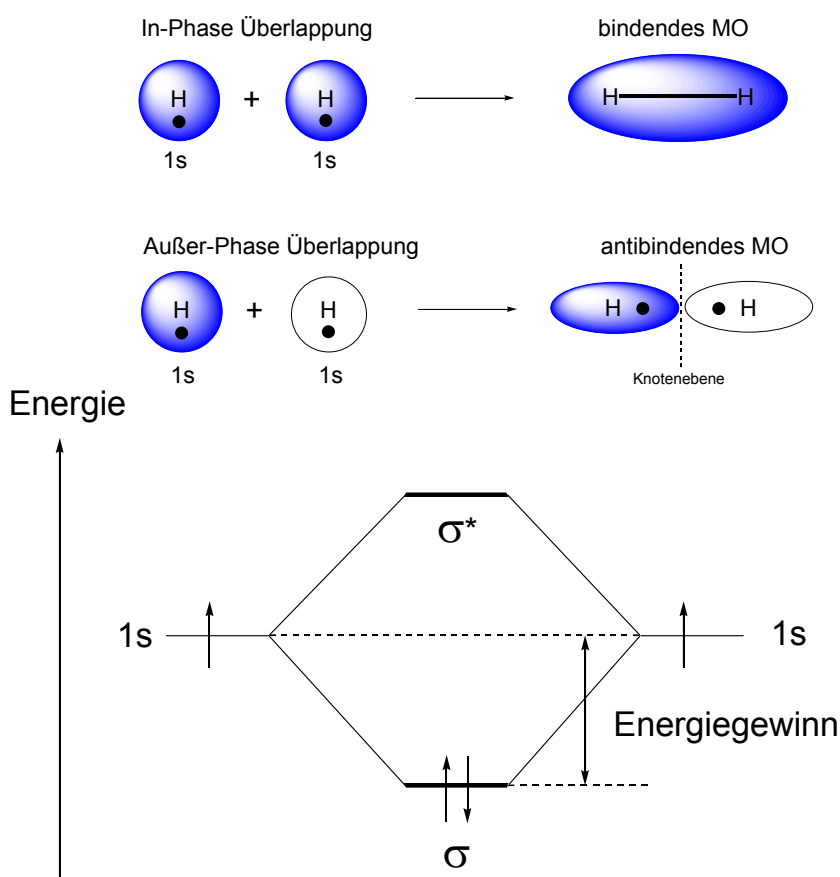 In-Phase Überlappung
bindendes MO
H + H H H
1s 1s
Außer-Phase Überlappung
antibindendes MO
H + H H H
1s 1s
Knotenebene
Energie
σ*
1s 1s
Energiegewinn
σ